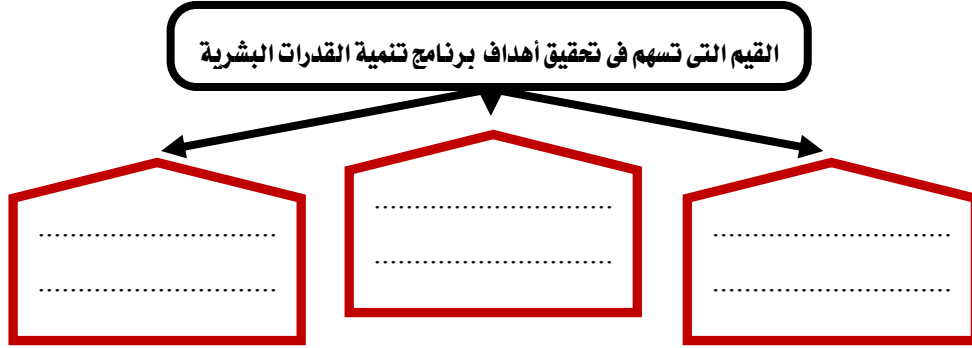 القيم التى تسهم فى تحقيق أهداف برنامج تنمية القدرات البشرية